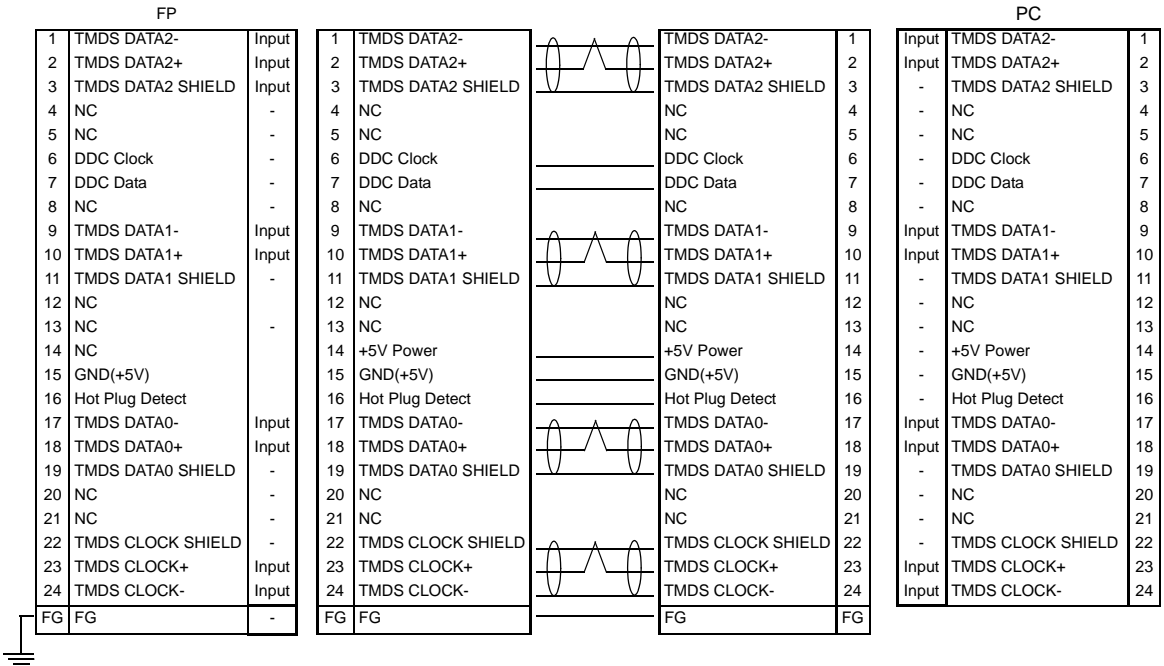 FP PC
1 TMDS DATA2- Input 1 TMDS DATA2- TMDS DATA2- 1 Input TMDS DATA2- 1
2 TMDS DATA2+ Input 2 TMDS DATA2+ TMDS DATA2+ 2 Input TMDS DATA2+ 2
3 TMDS DATA2 SHIELD Input 3 TMDS DATA2 SHIELD TMDS DATA2 SHIELD 3 - TMDS DATA2 SHIELD 3
4 NC - 4 NC NC 4 - NC 4
5 NC - 5 NC NC 5 - NC 5
6 DDC Clock - 6 DDC Clock DDC Clock 6 - DDC Clock 6
7 DDC Data - 7 DDC Data DDC Data 7 - DDC Data 7
8 NC - 8 NC NC 8 - NC 8
9 TMDS DATA1- Input 9 TMDS DATA1- TMDS DATA1- 9 Input TMDS DATA1- 9
10 TMDS DATA1+ Input 10 TMDS DATA1+ TMDS DATA1+ 10 Input TMDS DATA1+ 10
11 TMDS DATA1 SHIELD - 11 TMDS DATA1 SHIELD TMDS DATA1 SHIELD 11 - TMDS DATA1 SHIELD 11
12 NC 12 NC NC 12 - NC 12
13 NC - 13 NC NC 13 - NC 13
14 NC 14 +5V Power +5V Power 14 - +5V Power 14
15 GND(+5V) 15 GND(+5V) GND(+5V) 15 - GND(+5V) 15
16 Hot Plug Detect 16 Hot Plug Detect Hot Plug Detect 16 - Hot Plug Detect 16
17 TMDS DATA0- Input 17 TMDS DATA0- TMDS DATA0- 17 Input TMDS DATA0- 17
18 TMDS DATA0+ Input 18 TMDS DATA0+ TMDS DATA0+ 18 Input TMDS DATA0+ 18
19 TMDS DATA0 SHIELD - 19 TMDS DATA0 SHIELD TMDS DATA0 SHIELD 19 - TMDS DATA0 SHIELD 19
20 NC - 20 NC NC 20 - NC 20
21 NC - 21 NC NC 21 - NC 21
22 TMDS CLOCK SHIELD - 22 TMDS CLOCK SHIELD TMDS CLOCK SHIELD 22 - TMDS CLOCK SHIELD 22
23 TMDS CLOCK+ Input 23 TMDS CLOCK+ TMDS CLOCK+ 23 Input TMDS CLOCK+ 23
24 TMDS CLOCK- Input 24 TMDS CLOCK- TMDS CLOCK- 24 Input TMDS CLOCK- 24
FG FG - FG FG FG FG